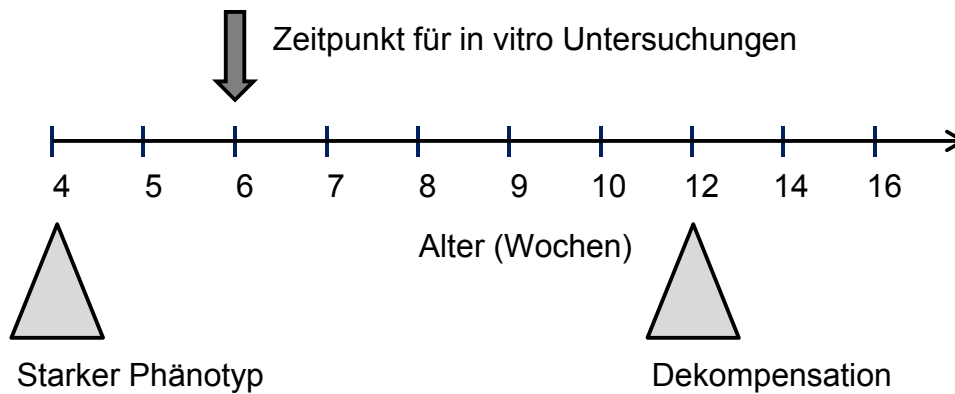 Zeitpunkt für in vitro Untersuchungen
4 5 6 7 8 9 10 12 14 16
Alter (Wochen)
Starker Phänotyp Dekompensation